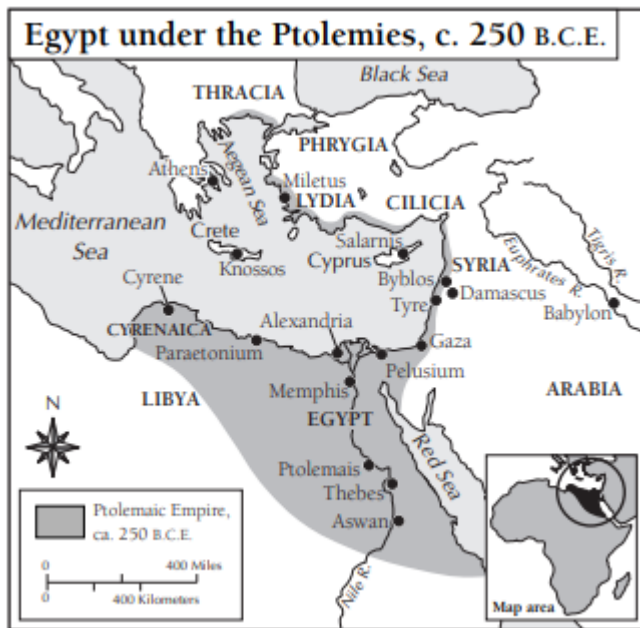 Egypt under the Ptolemies, c. 250 B.C.E.
Black Sea
THRACIA
PHRYGIA
Aegean Sea
Athens
Miletus
LYDIA
CILICIA
Mediterranean
Sea
Crete
Knossos
Salarnis
Cyprus
SYRIA
Euphrates R.
Tigris R.
Byblos
Damascus
Tyre
Babylon
Cyrene
CYRENAICA
Alexandria
Paraetonium
Gaza
Pelusium
Memphis
LIBYA
EGYPT
ARABIA
N
Red Sea
Ptolemais
Thebes
Aswan
Nile R.
Ptolemaic Empire,
ca. 250 B.C.E.
0 400 Miles
0 400 Kilometers
Map area